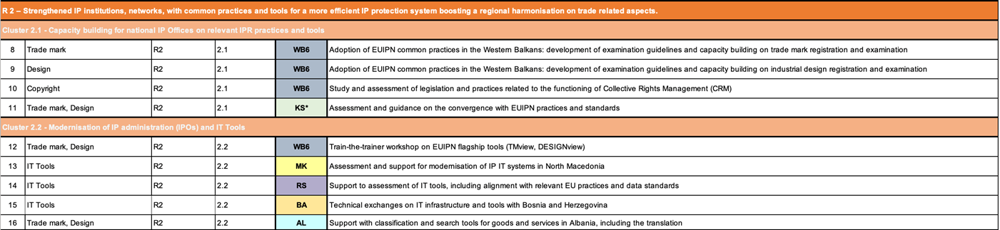 R 2 – Strengthened IP Institutions, networks, with common practices and tools for a more efficient IP protection system boosting a regional harmonisation on trade related aspects.
Cluster 2.1 - Capacity building for national IP Offices on relevant IPR practices and tools
8 Trade mark R2 2.1 WB6 Adoption of EUIPN common practices in the Western Balkans: development of examination guidelines and capacity building on trade mark registration and examination
9 Design R2 2.1 WB6 Adoption of EUIPN common practices in the Western Balkans: development of examination guidelines and capacity building on industrial design registration and examination
10 Copyright R2 2.1 WB6 Study and assessment of legislation and practices related to the functioning of Collective Rights Management (CRM)
11 Trade mark, Design R2 2.1 KS* Assessment and guidance on the convergence with EUIPN practices and standards
Cluster 2.2 - Modernisation of IP administration (IPOs) and IT Tools
12 Trade mark, Design R2 2.2 WB6 Train-the-trainer workshop on EUIPN flagship tools (TMview, DESIGNview)
13 IT Tools R2 2.2 MK Assessment and support for modernisation of IP IT systems in North Macedonia
14 IT Tools R2 2.2 RS Support to assessment of IT tools, including alignment with relevant EU practices and data standards
15 IT Tools R2 2.2 BA Technical exchanges on IT infrastructure and tools with Bosnia and Herzegovina
16 Trade mark, Design R2 2.2 AL Support with classification and search tools for goods and services in Albania, including the translation